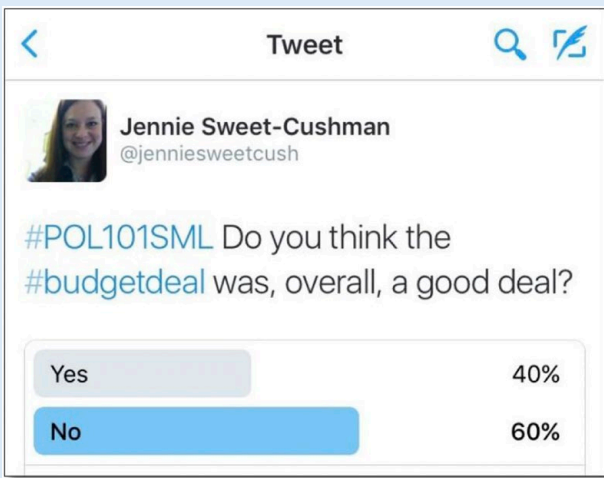 Tweet
Jennie Sweet-Cushman
@jenniesweetcush
#POL101SML Do you think the
#budgetdeal was, overall, a good deal?
Yes 40%
No 60%